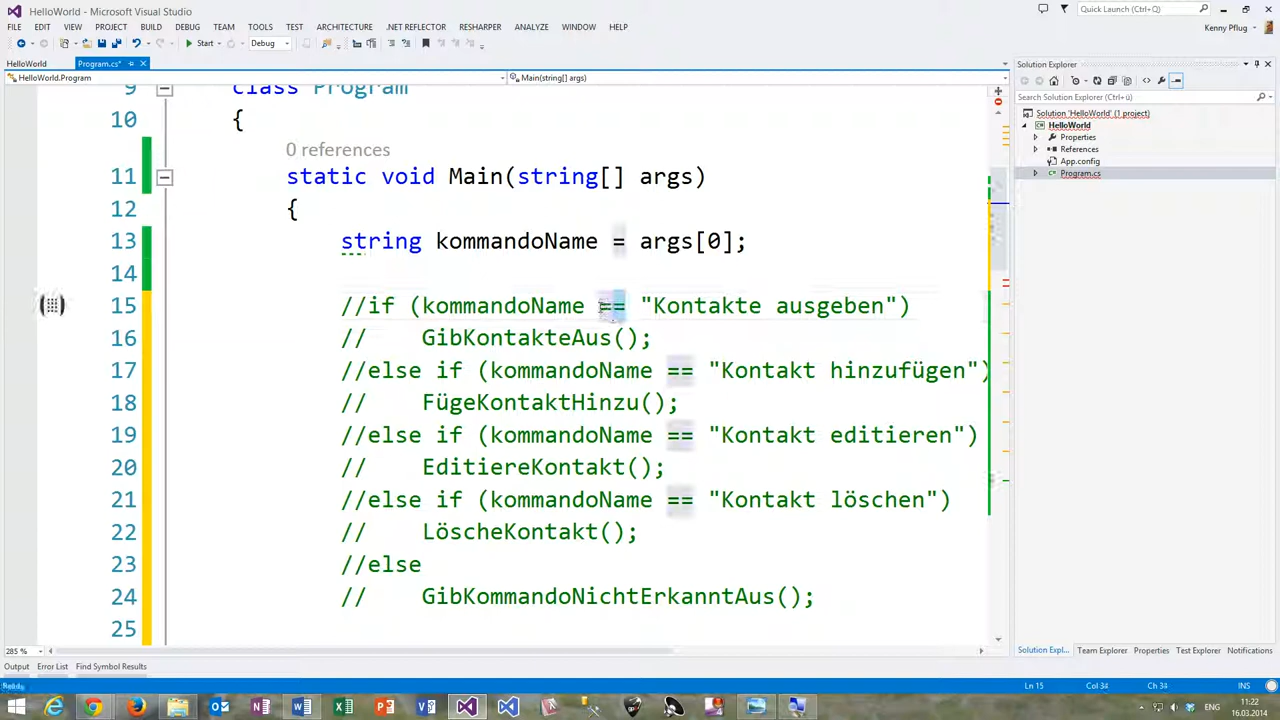 HelloWorld - Microsoft Visual Studio
Quick Launch (Ctrl+Q)
FILE EDIT VIEW PROJECT BUILD DEBUG TEAM TOOLS TEST ARCHITECTURE .NET REFLECTOR RESHARPER ANALYZE WINDOW HELP
Kenny Pflug
Start Debug
HelloWorld Program.cs*
HelloWorld.Program Main(string[] args)
9 class Program
10 {
0 references
11 static void Main(string[] args)
12 {
13 string kommandoName = args[0];
14
15 //if (kommandoName == "Kontakte ausgeben")
16 // GibKontakteAus();
17 //else if (kommandoName == "Kontakt hinzufügen")
18 // FügeKontaktHinzu();
19 //else if (kommandoName == "Kontakt editieren")
20 // EditiereKontakt();
21 //else if (kommandoName == "Kontakt löschen")
22 // LöscheKontakt();
23 //else
24 // GibKommandoNichtErkanntAus();
25
285 %
Solution Explorer
Search Solution Explorer (Ctrl+ü)
Solution 'HelloWorld' (1 project)
HelloWorld
Properties
References
App.config
Program.cs
Solution Expl... Team Explorer Properties Test Explorer Notifications
Output Error List Find Symbol Results
Ready Ln 15 Col 34 Ch 34 INS
ENG 11:22
16.03.2014